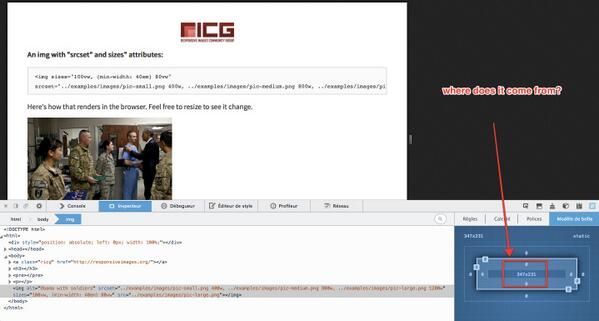 RICG
RESPONSIVE IMAGES COMMUNITY GROUP
An img with "srcset" and sizes" attributes:
<img sizes="100vw, (min-width: 40em) 80vw"
srcset="../examples/images/pic-small.png 400w, ../examples/images/pic-medium.png 800w, ../examples/images/pi
Here's how that renders in the browser. Feel free to resize to see it change.
where does it come from?
Console
Inspecteur
Débogueur
Éditeur de style
Profileur
Réseau
html
body
img
Règles
Calculé
Polices
Modèle de boîte
<!DOCTYPE html>
<html>
<div style="position: absolute; left: 0px; width: 100%;"></div>
<head></head>
<body>
<a class="ricg" href="http://responsiveimages.org/"></a>
<h3></h3>
<pre></pre>
<p></p>
<img alt="Obama with soldiers" srcset="../examples/images/pic-small.png 400w, ../examples/images/pic-medium.png 800w, ../examples/images/pic-large.png 1200w"
sizes="100vw, (min-width: 40em) 80vw" src="../examples/images/pic-large.png"></img>
</body>
</html>
347x231
static
0
0
0
0
0
347x231
0
0
0
0
0
0